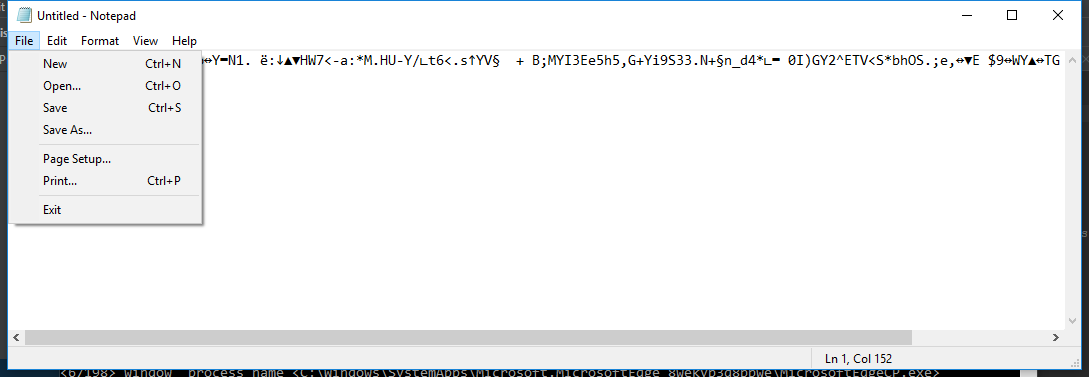 Untitled - Notepad
File Edit Format View Help
↔Y▬N1. ë:↓▲▼HW7<-a:*M.HU-Y/∟t6<.s↑YV§  + B;MYI3Ee5h5,G+Yi9S33.N+§n_d4*∟▬ 0I)GY2^ETV<S*bhOS.;e,↔▼E $9↔WY▲↔TG
New Ctrl+N
Open... Ctrl+O
Save Ctrl+S
Save As...
Page Setup...
Print... Ctrl+P
Exit
Ln 1, Col 152
<6/198> window process name <C:\Windows\SystemApps\Microsoft.MicrosoftEdge_8wekyb3d8bbwe\MicrosoftEdgeCP.exe>